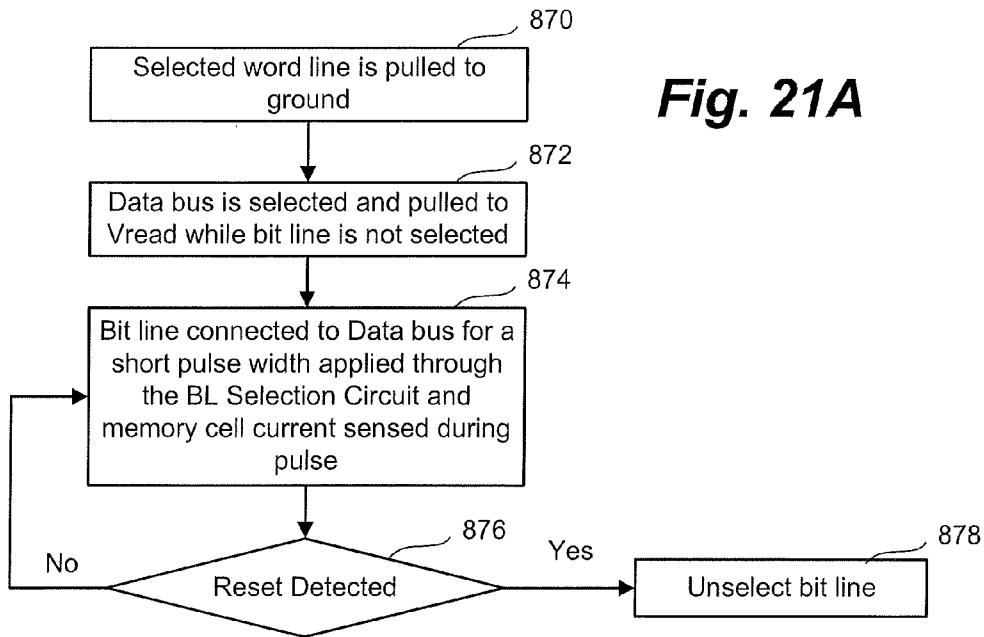 870
Selected word line is pulled to
ground
Fig. 21A
872
Data bus is selected and pulled to
Vread while bit line is not selected
874
Bit line connected to Data bus for a
short pulse width applied through
the BL Selection Circuit and
memory cell current sensed during
pulse
876
No
Reset Detected
Yes
878
Unselect bit line